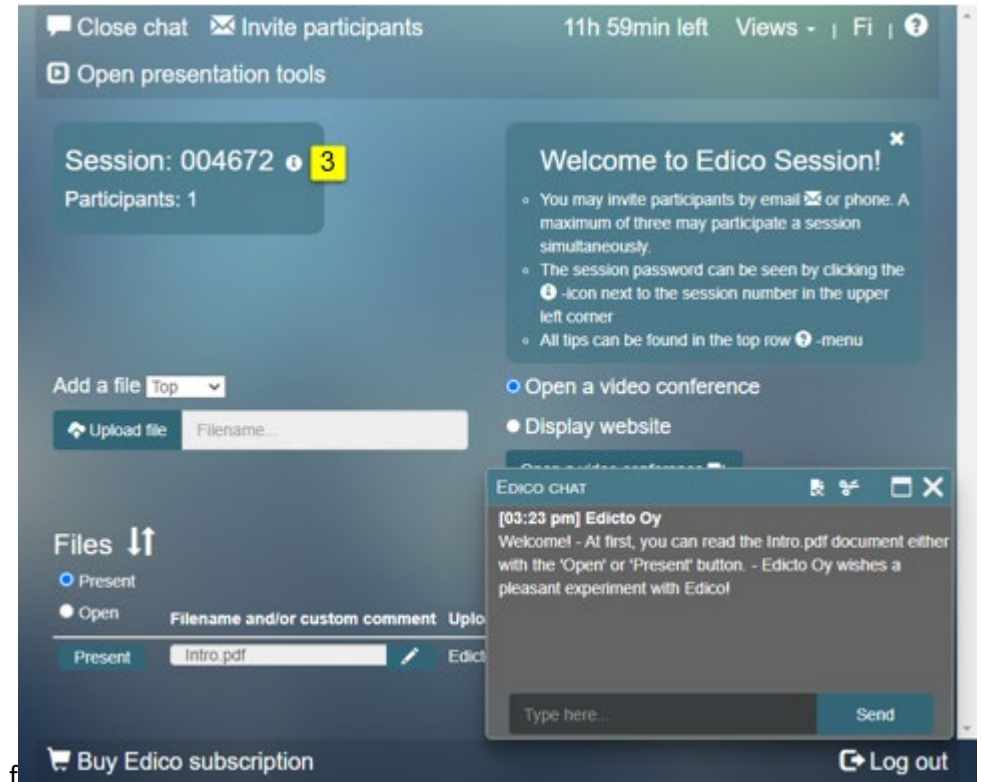 Close chat Invite participants 11h 59min left Views | Fi |
Open presentation tools
Session: 004672 3
Participants: 1
Welcome to Edico Session!
You may invite participants by email or phone. A
maximum of three may participate a session
simultaneously.
The session password can be seen by clicking the
-icon next to the session number in the upper
left corner
All tips can be found in the top row -menu
Add a file Top
Upload file Filename...
Open a video conference
Display website
Open a video conference
EDICO CHAT
[03:23 pm] Edicto Oy
Welcome! - At first, you can read the Intro.pdf document either
with the 'Open' or 'Present' button. - Edicto Oy wishes a
pleasant experiment with Edico!
Files
Present
Open
Filename and/or custom comment Uplo
Present Intro.pdf Edict
Type here... Send
f
Buy Edico subscription Log out